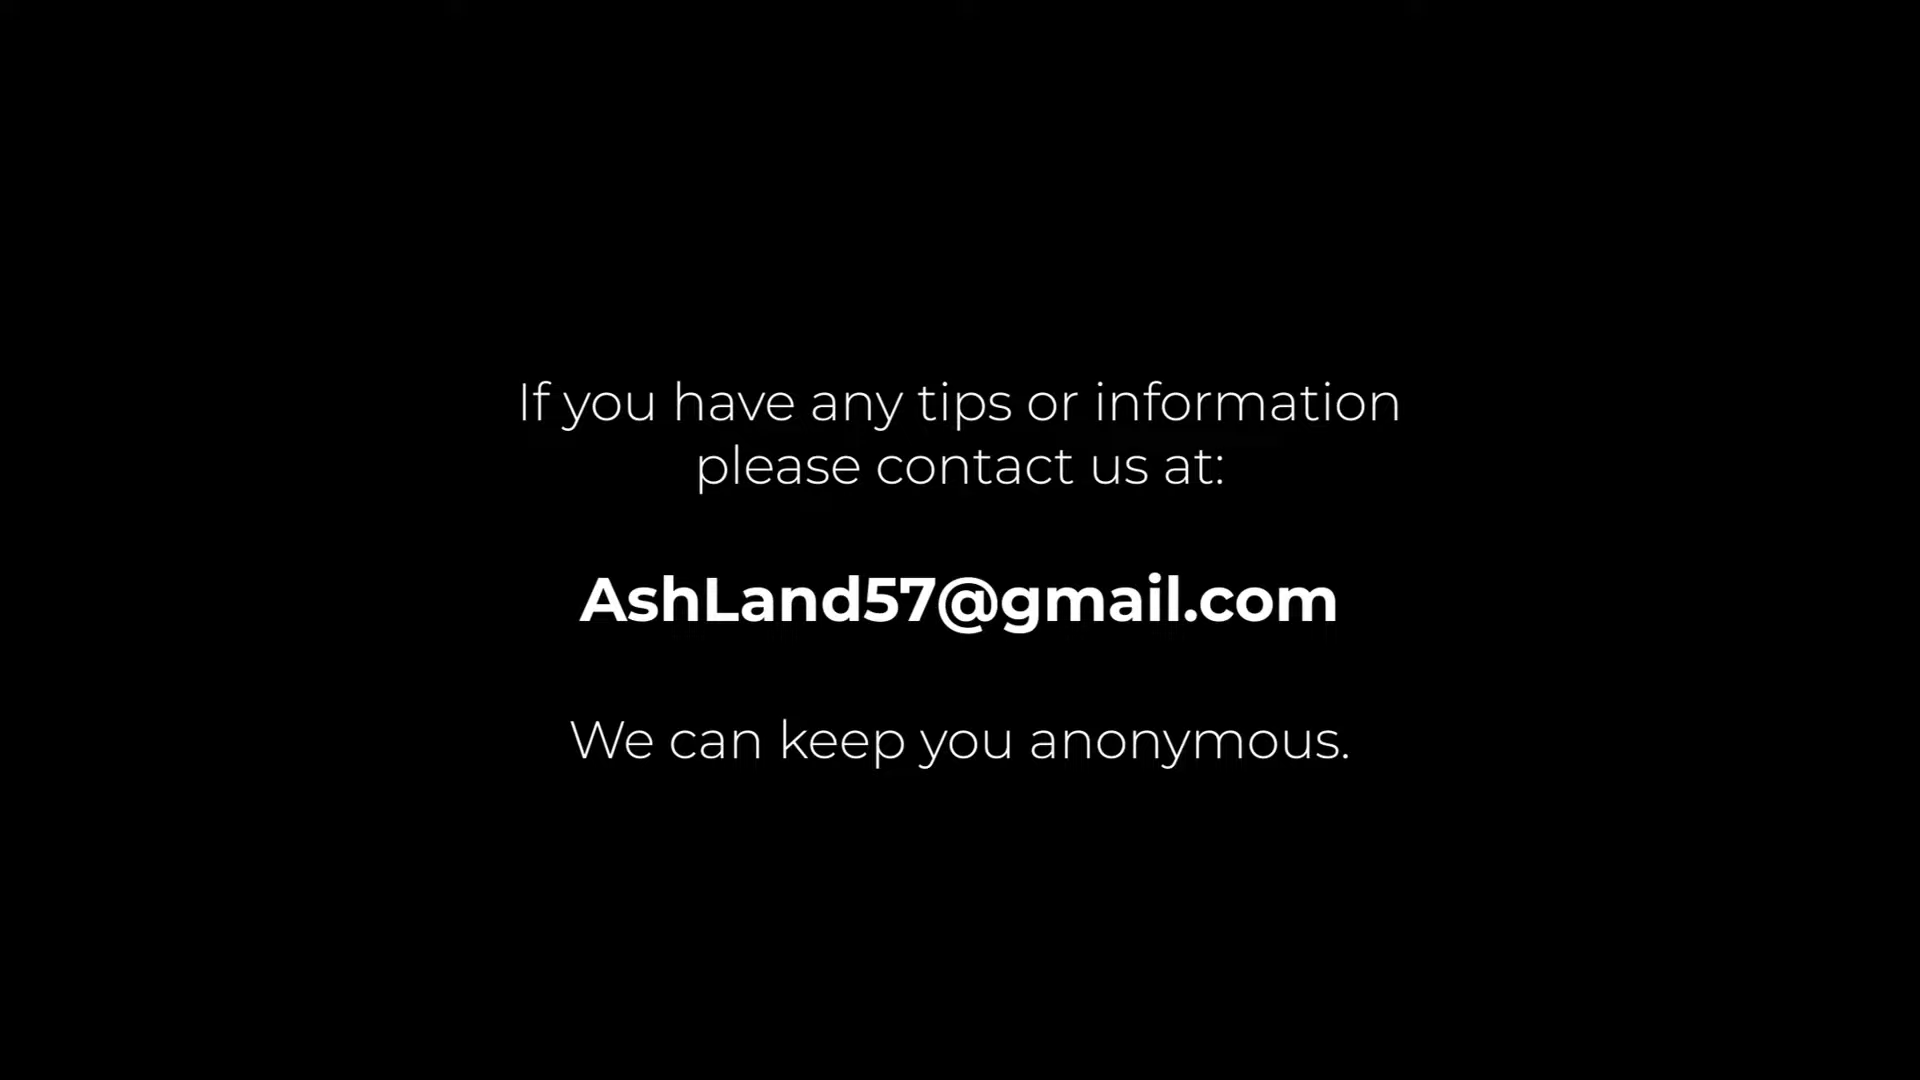 If you have any tips or information
please contact us at:
AshLand57@gmail.com
We can keep you anonymous.